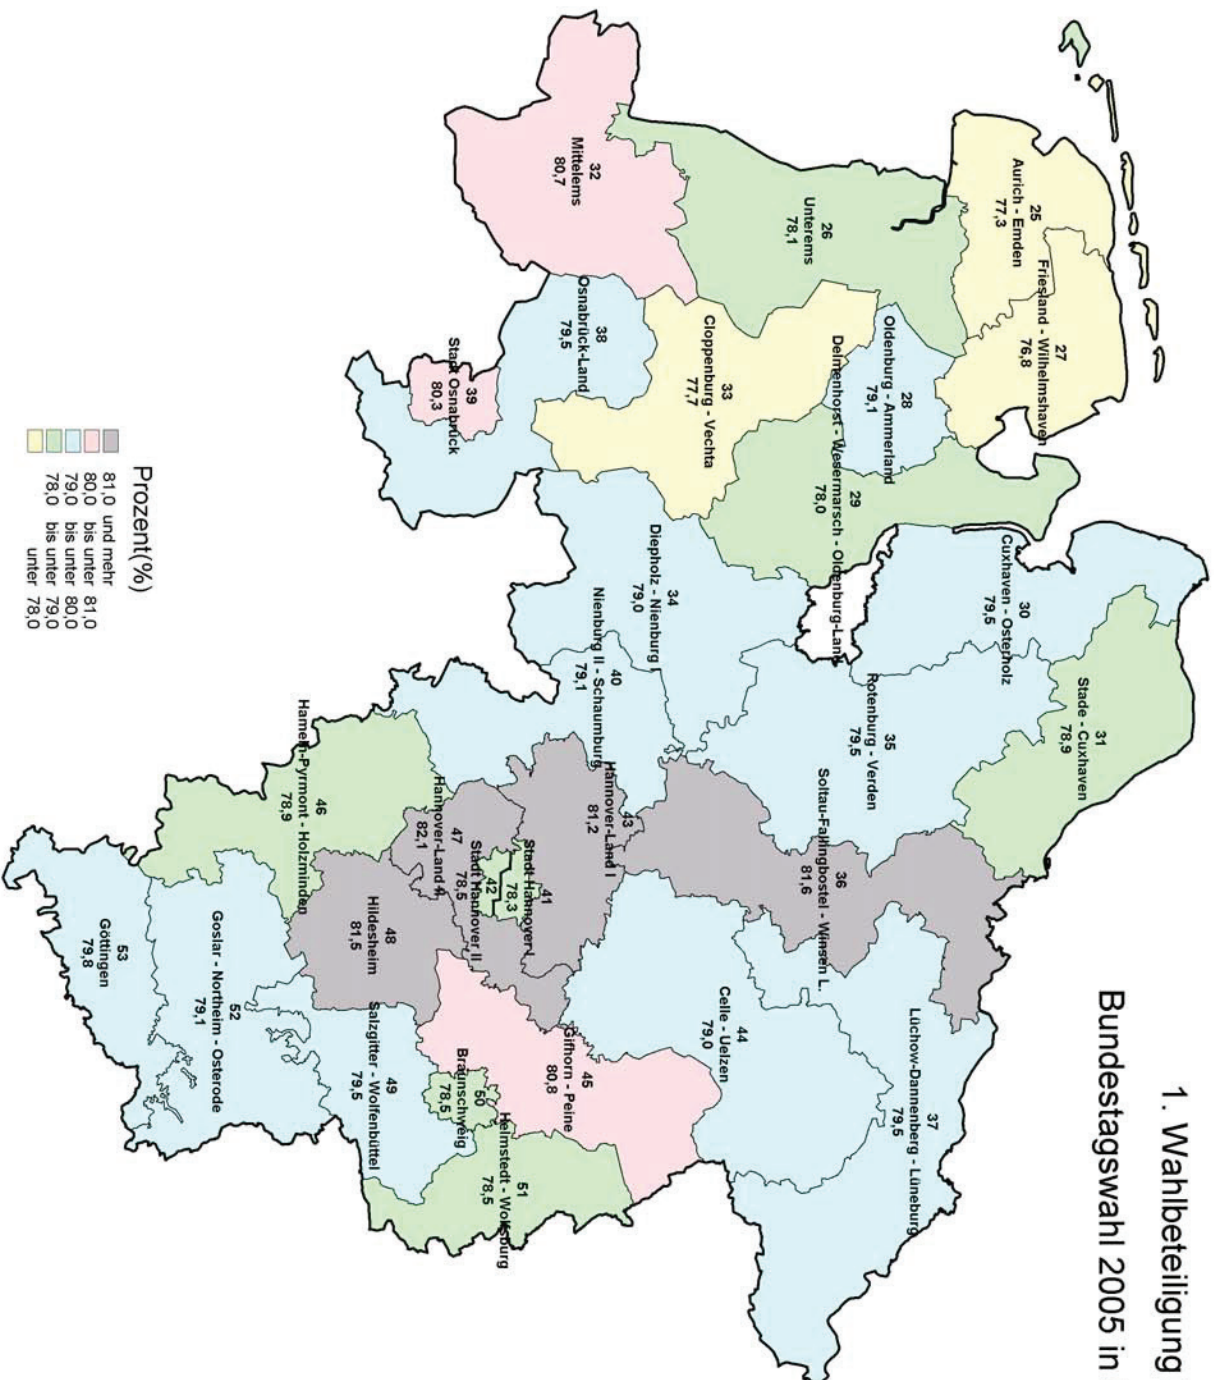 1. Wahlbeteiligung
Bundestagswahl 2005 in
25
Aurich - Emden
77,3
27
Friesland - Wilhelmshaven
76,8
31
Stade - Cuxhaven
78,9
30
Cuxhaven - Osterholz
79,5
26
Unterems
78,1
28
Oldenburg - Ammerland
79,1
29
Delmenhorst - Wesermarsch - Oldenburg-Land
78,0
35
Rotenburg - Verden
79,5
36
Soltau-Fallingbostel - Winsen L.
81,6
37
Lüchow-Dannenberg - Lüneburg
79,5
33
Cloppenburg - Vechta
77,7
34
Diepholz - Nienburg I
79,0
44
Celle - Uelzen
79,0
32
Mittelems
80,7
38
Osnabrück-Land
79,5
40
Nienburg II - Schaumburg
79,1
43
Hannover-Land I
81,2
45
Gifhorn - Peine
80,8
39
Stadt Osnabrück
80,3
41
Stadt Hannover I
78,3
42
Stadt Hannover II
78,5
47
Hannover-Land II
82,1
51
Helmstedt - Wolfsburg
78,5
50
Braunschweig
78,5
48
Hildesheim
81,5
49
Salzgitter - Wolfenbüttel
79,5
46
Hameln-Pyrmont - Holzminden
78,9
52
Goslar - Northeim - Osterode
79,1
53
Göttingen
79,8
Prozent(%)
81,0 und mehr
80,0 bis unter 81,0
79,0 bis unter 80,0
78,0 bis unter 79,0
unter 78,0